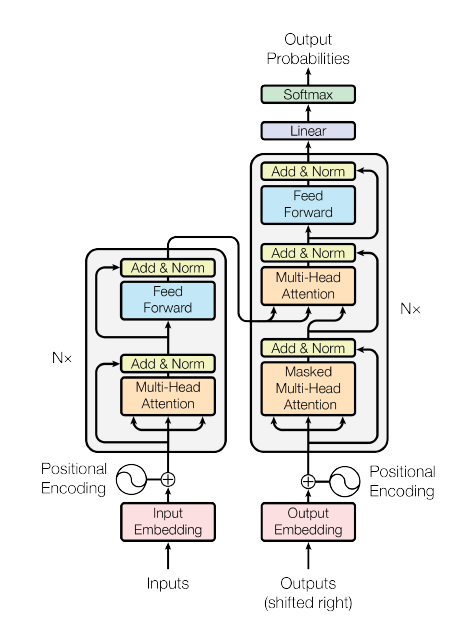 Output
Probabilities
Softmax
Linear
Add & Norm
Feed
Forward
Add & Norm
Multi-Head
Attention
Add & Norm
Masked
Multi-Head
Attention
Nx
Add & Norm
Feed
Forward
Add & Norm
Multi-Head
Attention
N×
Positional
Encoding
Positional
Encoding
Input
Embedding
Output
Embedding
Inputs
Outputs
(shifted right)